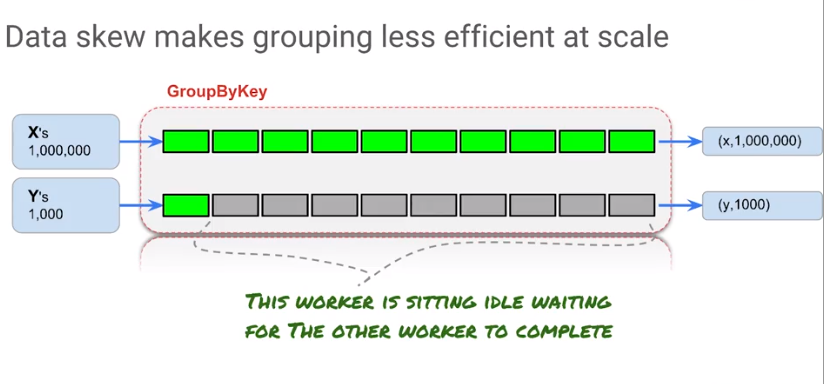 Data skew makes grouping less efficient at scale
GroupByKey
X's
1,000,000
(x,1,000,000)
Y's
1,000
(y,1000)
THIS WORKER IS SITTING IDLE WAITING
FOR THE OTHER WORKER TO COMPLETE